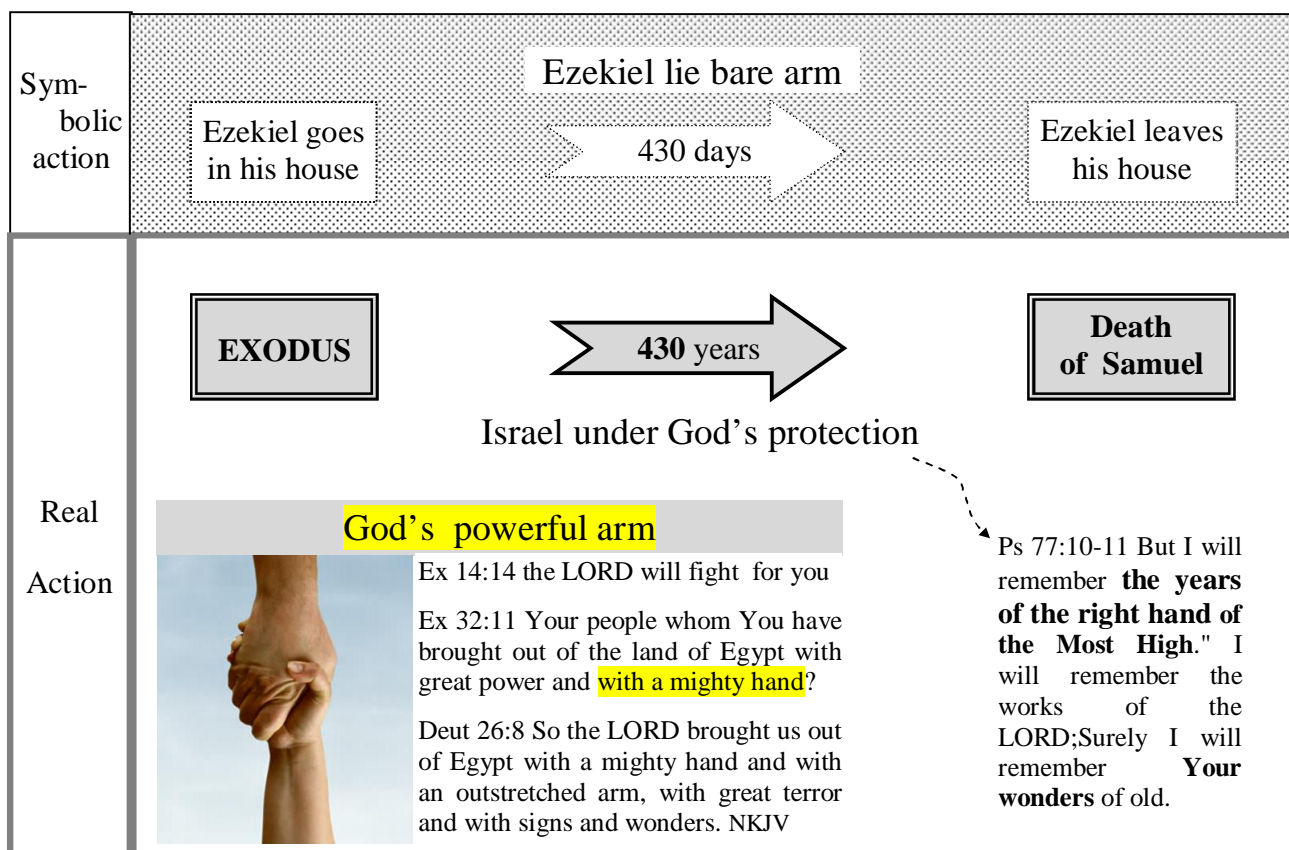 Sym-
bolic
action
Ezekiel lie bare arm
Ezekiel goes
in his house
430 days
Ezekiel leaves
his house
Real
Action
EXODUS
430 years
Death
of Samuel
Israel under God’s protection
God’s powerful arm
Ex 14:14 the LORD will fight for you
Ex 32:11 Your people whom You have
brought out of the land of Egypt with
great power and with a mighty hand?
Deut 26:8 So the LORD brought us out
of Egypt with a mighty hand and with
an outstretched arm, with great terror
and with signs and wonders. NKJV
Ps 77:10-11 But I will
remember the years
of the right hand of
the Most High." I
will remember the
works of the
LORD;Surely I will
remember Your
wonders of old.